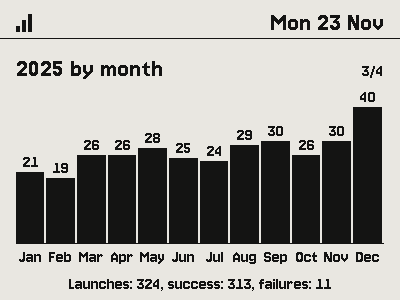 Mon 23 Nov
2025 by month
3/4
21 19 26 26 28 25 24 29 30 26 30 40
Jan Feb Mar Apr May Jun Jul Aug Sep Oct Nov Dec
Launches: 324, success: 313, failures: 11